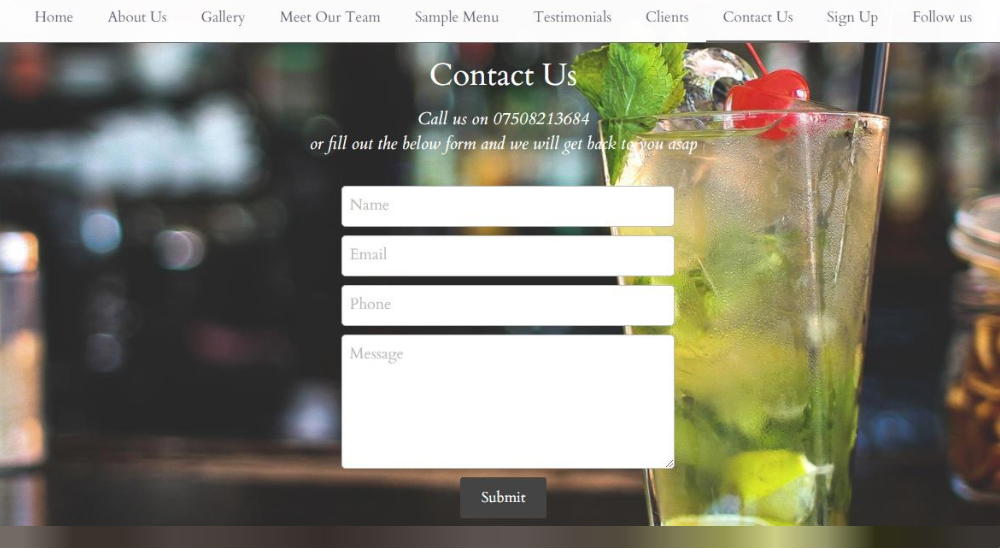 Home About Us Gallery Meet Our Team Sample Menu Testimonials Clients Contact Us Sign Up Follow us
Contact Us
Call us on 07508213684
or fill out the below form and we will get back to you asap
Name
Email
Phone
Message
Submit